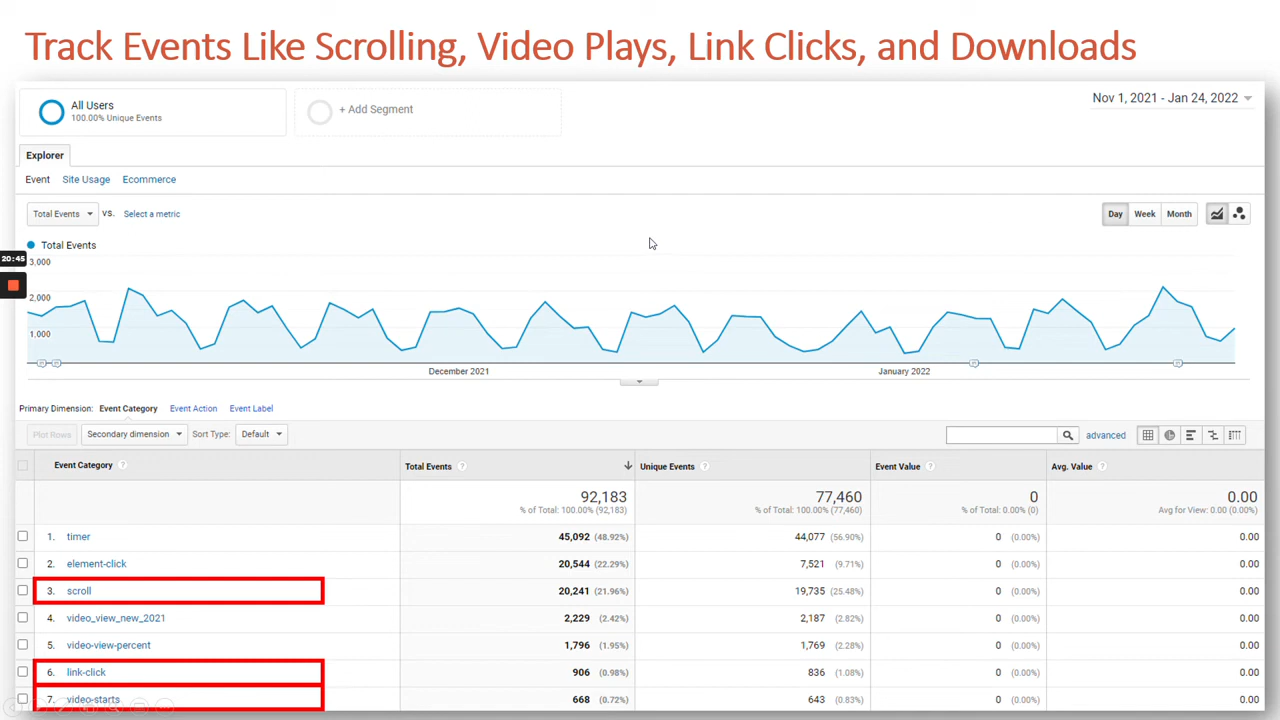 Track Events Like Scrolling, Video Plays, Link Clicks, and Downloads
All Users
100.00% Unique Events
+ Add Segment
Nov 1, 2021 - Jan 24, 2022
Explorer
Event Site Usage Ecommerce
Total Events VS. Select a metric
Day Week Month
Total Events
20:45
3,000
2,000
1,000
December 2021 January 2022
Primary Dimension: Event Category Event Action Event Label
Plot Rows Secondary dimension Sort Type: Default advanced
Event Category ? Total Events ? Unique Events ? Event Value ? Avg. Value ?
92,183 77,460 0 0.00
% of Total: 100.00% (92,183) % of Total: 100.00% (77,460) % of Total: 0.00% (0) Avg for View: 0.00 (0.00%)
1. timer 45,092 (48.92%) 44,077 (56.90%) 0 (0.00%) 0.00
2. element-click 20,544 (22.29%) 7,521 (9.71%) 0 (0.00%) 0.00
3. scroll 20,241 (21.96%) 19,735 (25.48%) 0 (0.00%) 0.00
4. video_view_new_2021 2,229 (2.42%) 2,187 (2.82%) 0 (0.00%) 0.00
5. video-view-percent 1,796 (1.95%) 1,769 (2.28%) 0 (0.00%) 0.00
6. link-click 906 (0.98%) 836 (1.08%) 0 (0.00%) 0.00
7. video-starts 668 (0.72%) 643 (0.83%) 0 (0.00%) 0.00